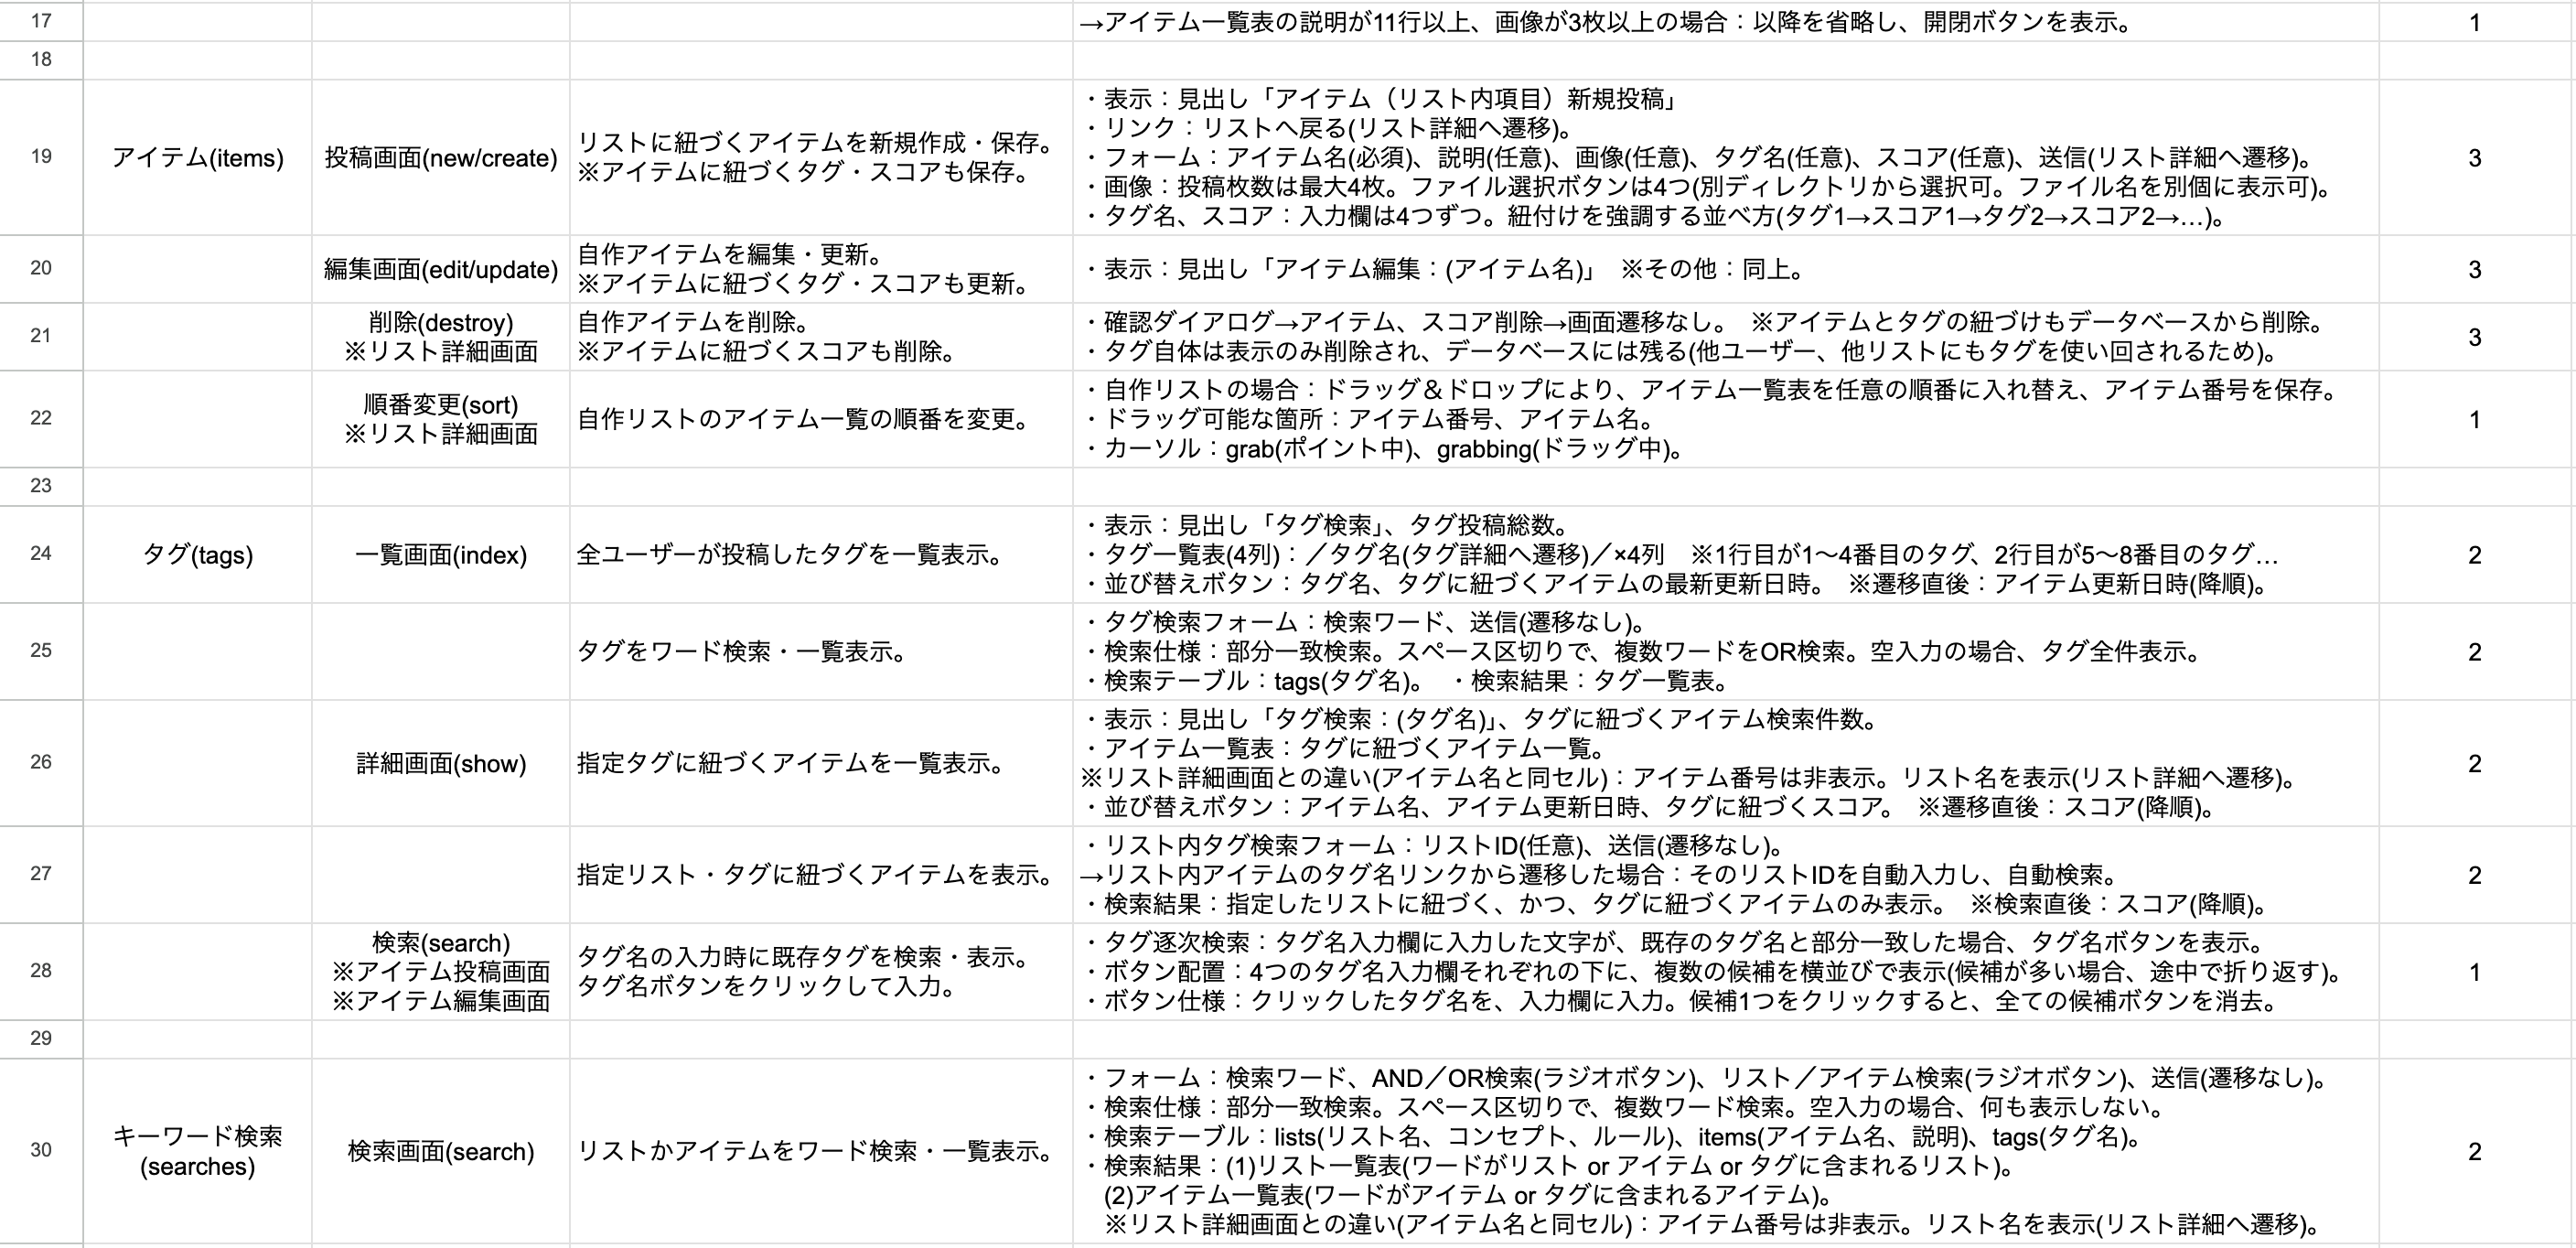 17
→アイテム一覧表の説明が11行以上、画像が3枚以上の場合：以降を省略し、開閉ボタンを表示。
1
18
19
アイテム(items)
投稿画面(new/create)
リストに紐づくアイテムを新規作成・保存。
※アイテムに紐づくタグ・スコアも保存。
・表示：見出し「アイテム（リスト内項目）新規投稿」
・リンク：リストへ戻る(リスト詳細へ遷移)。
・フォーム：アイテム名(必須)、説明(任意)、画像(任意)、タグ名(任意)、スコア(任意)、送信(リスト詳細へ遷移)。
・画像：投稿枚数は最大4枚。ファイル選択ボタンは4つ(別ディレクトリから選択可。ファイル名を別個に表示可)。
・タグ名、スコア：入力欄は4つずつ。紐付けを強調する並べ方(タグ1→スコア1→タグ2→スコア2→…)。
3
20
編集画面(edit/update)
自作アイテムを編集・更新。
※アイテムに紐づくタグ・スコアも更新。
・表示：見出し「アイテム編集：(アイテム名)」 ※その他：同上。
3
21
削除(destroy)
※リスト詳細画面
自作アイテムを削除。
※アイテムに紐づくスコアも削除。
・確認ダイアログ→アイテム、スコア削除→画面遷移なし。 ※アイテムとタグの紐づけもデータベースから削除。
・タグ自体は表示のみ削除され、データベースには残る(他ユーザー、他リストにもタグを使い回されるため)。
3
22
順番変更(sort)
※リスト詳細画面
自作リストのアイテム一覧の順番を変更。
・自作リストの場合：ドラッグ＆ドロップにより、アイテム一覧表を任意の順番に入れ替え、アイテム番号を保存。
・ドラッグ可能な箇所：アイテム番号、アイテム名。
・カーソル：grab(ポイント中)、grabbing(ドラッグ中)。
1
23
24
タグ(tags)
一覧画面(index)
全ユーザーが投稿したタグを一覧表示。
・表示：見出し「タグ検索」、タグ投稿総数。
・タグ一覧表(4列)：／タグ名(タグ詳細へ遷移)／×4列 ※1行目が1〜4番目のタグ、2行目が5〜8番目のタグ…
・並び替えボタン：タグ名、タグに紐づくアイテムの最新更新日時。 ※遷移直後：アイテム更新日時(降順)。
2
25
タグをワード検索・一覧表示。
・タグ検索フォーム：検索ワード、送信(遷移なし)。
・検索仕様：部分一致検索。スペース区切りで、複数ワードをOR検索。空入力の場合、タグ全件表示。
・検索テーブル：tags(タグ名)。 ・検索結果：タグ一覧表。
2
26
詳細画面(show)
指定タグに紐づくアイテムを一覧表示。
・表示：見出し「タグ検索：(タグ名)」、タグに紐づくアイテム検索件数。
・アイテム一覧表：タグに紐づくアイテム一覧。
※リスト詳細画面との違い(アイテム名と同セル)：アイテム番号は非表示。リスト名を表示(リスト詳細へ遷移)。
・並び替えボタン：アイテム名、アイテム更新日時、タグに紐づくスコア。 ※遷移直後：スコア(降順)。
2
27
指定リスト・タグに紐づくアイテムを表示。
・リスト内タグ検索フォーム：リストID(任意)、送信(遷移なし)。
→リスト内アイテムのタグ名リンクから遷移した場合：そのリストIDを自動入力し、自動検索。
・検索結果：指定したリストに紐づく、かつ、タグに紐づくアイテムのみ表示。 ※検索直後：スコア(降順)。
2
28
検索(search)
※アイテム投稿画面
※アイテム編集画面
タグ名の入力時に既存タグを検索・表示。
タグ名ボタンをクリックして入力。
・タグ逐次検索：タグ名入力欄に入力した文字が、既存のタグ名と部分一致した場合、タグ名ボタンを表示。
・ボタン配置：4つのタグ名入力欄それぞれの下に、複数の候補を横並びで表示(候補が多い場合、途中で折り返す)。
・ボタン仕様：クリックしたタグ名を、入力欄に入力。候補1つをクリックすると、全ての候補ボタンを消去。
1
29
30
キーワード検索
(searches)
検索画面(search)
リストかアイテムをワード検索・一覧表示。
・フォーム：検索ワード、AND／OR検索(ラジオボタン)、リスト／アイテム検索(ラジオボタン)、送信(遷移なし)。
・検索仕様：部分一致検索。スペース区切りで、複数ワード検索。空入力の場合、何も表示しない。
・検索テーブル：lists(リスト名、コンセプト、ルール)、items(アイテム名、説明)、tags(タグ名)。
・検索結果：(1)リスト一覧表(ワードがリスト or アイテム or タグに含まれるリスト)。
(2)アイテム一覧表(ワードがアイテム or タグに含まれるアイテム)。
※リスト詳細画面との違い(アイテム名と同セル)：アイテム番号は非表示。リスト名を表示(リスト詳細へ遷移)。
2